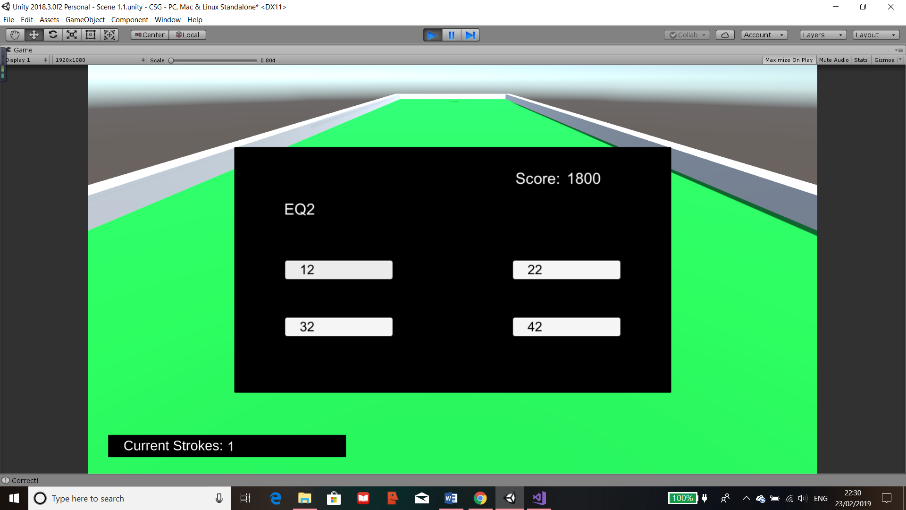 Unity 2018.3.0f2 Personal - Scene 1.1.unity - CSG - PC, Mac & Linux Standalone* <DX11>
File Edit Assets GameObject Component Window Help
Center Local Collab Account Layers Layout
Game
Display 1 1920x1080 Scale 0.804 Maximize On Play Mute Audio Stats Gizmos
Score: 1800
EQ2
12 22
32 42
Current Strokes: 1
Correct!
Type here to search
100% ENG 22:30
23/02/2019